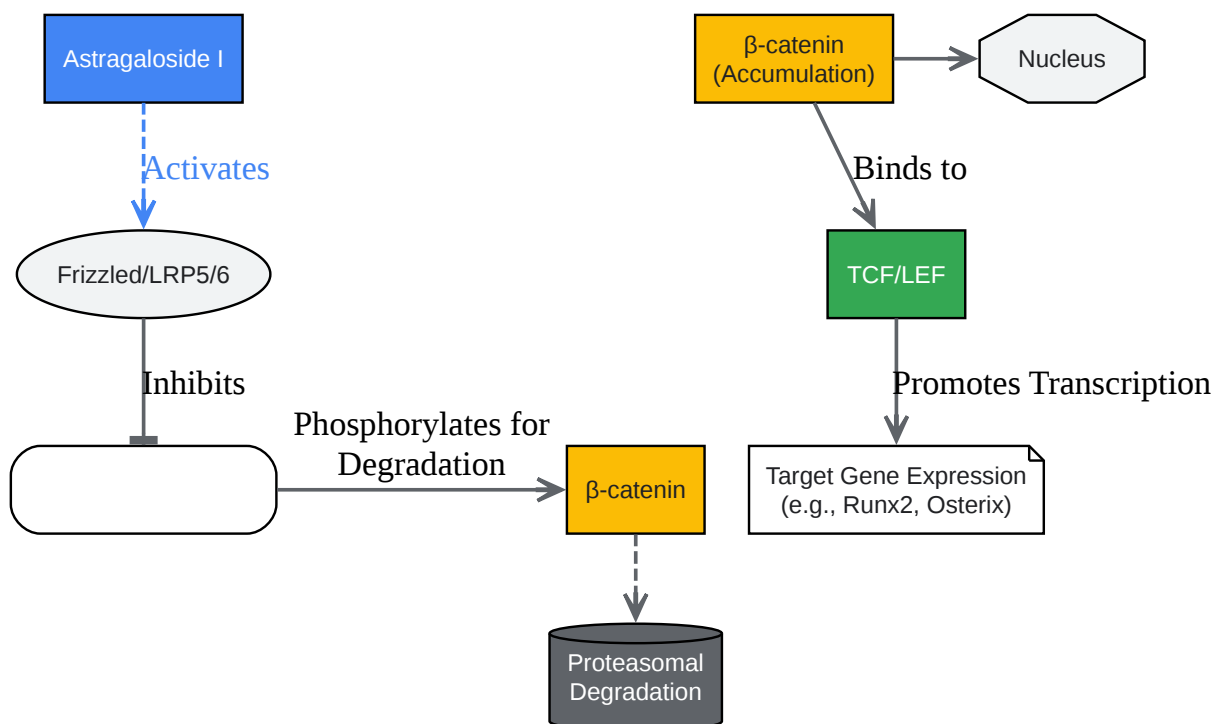 Astragaloside I
β-catenin
(Accumulation)
Nucleus
Activates
Binds to
Frizzled/LRP5/6
TCF/LEF
Inhibits
Promotes Transcription
Phosphorylates for
Degradation
β-catenin
Target Gene Expression
(e.g., Runx2, Osterix)
Proteasomal
Degradation